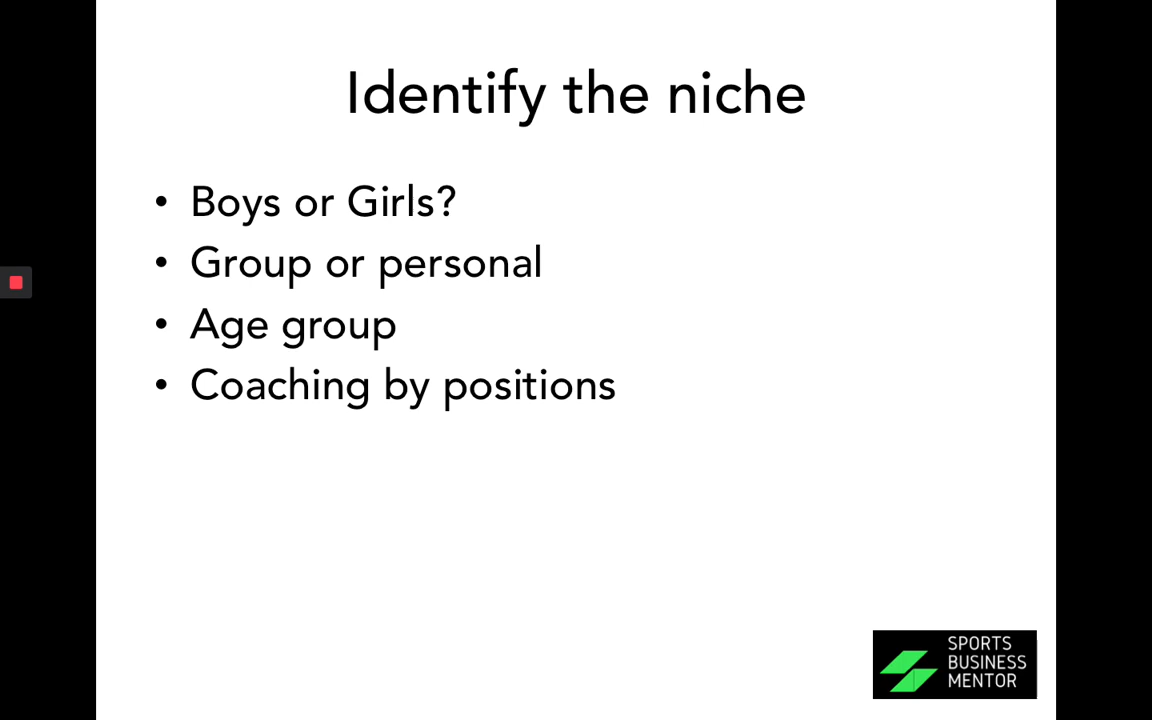 Identify the niche
• Boys or Girls?
• Group or personal
• Age group
• Coaching by positions
SPORTS
BUSINESS
MENTOR